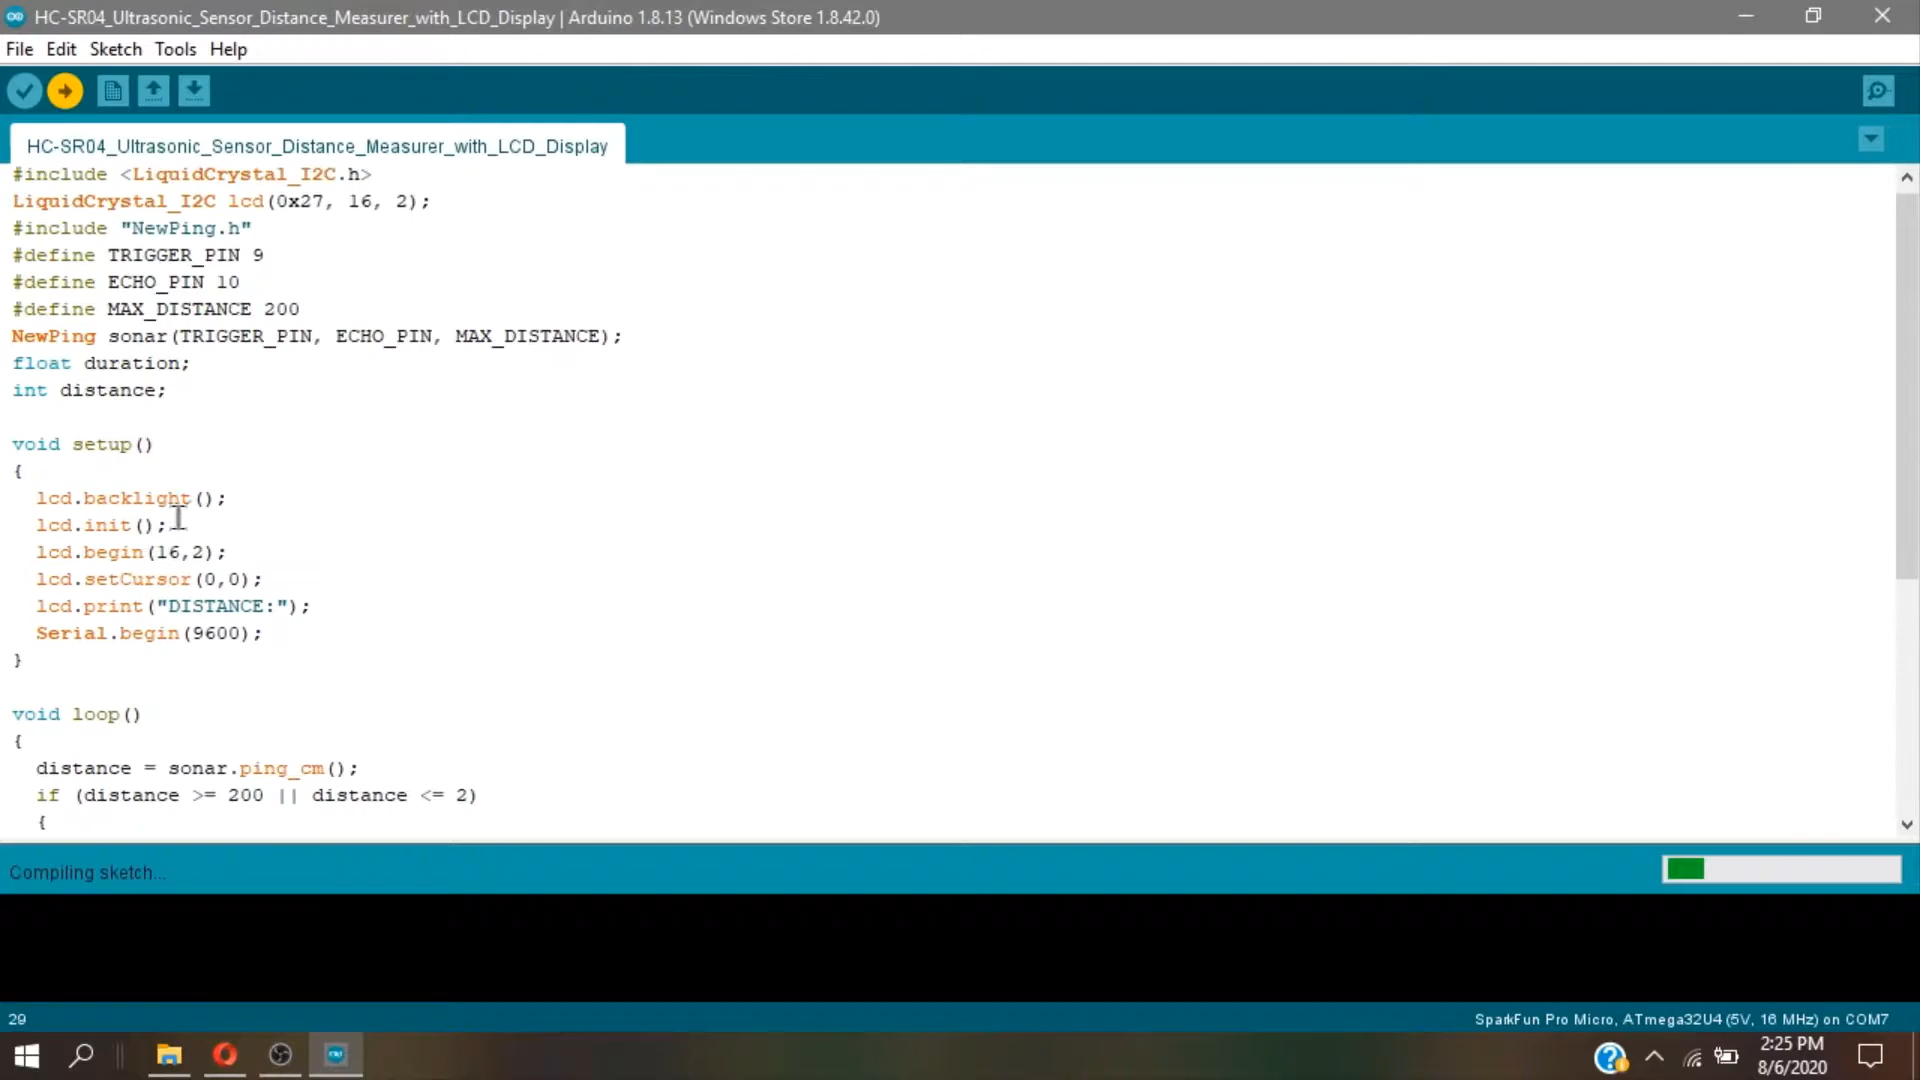 HC-SR04_Ultrasonic_Sensor_Distance_Measurer_with_LCD_Display | Arduino 1.8.13 (Windows Store 1.8.42.0)
File Edit Sketch Tools Help
HC-SR04_Ultrasonic_Sensor_Distance_Measurer_with_LCD_Display
#include <LiquidCrystal_I2C.h>
LiquidCrystal_I2C lcd(0x27, 16, 2);
#include "NewPing.h"
#define TRIGGER_PIN 9
#define ECHO_PIN 10
#define MAX_DISTANCE 200
NewPing sonar(TRIGGER_PIN, ECHO_PIN, MAX_DISTANCE);
float duration;
int distance;
void setup()
{
lcd.backlight();
lcd.init();
lcd.begin(16,2);
lcd.setCursor(0,0);
lcd.print("DISTANCE:");
Serial.begin(9600);
}
void loop()
{
distance = sonar.ping_cm();
if (distance >= 200 || distance <= 2)
{
Compiling sketch...
29 SparkFun Pro Micro, ATmega32U4 (5V, 16 MHz) on COM7
2:25 PM
8/6/2020